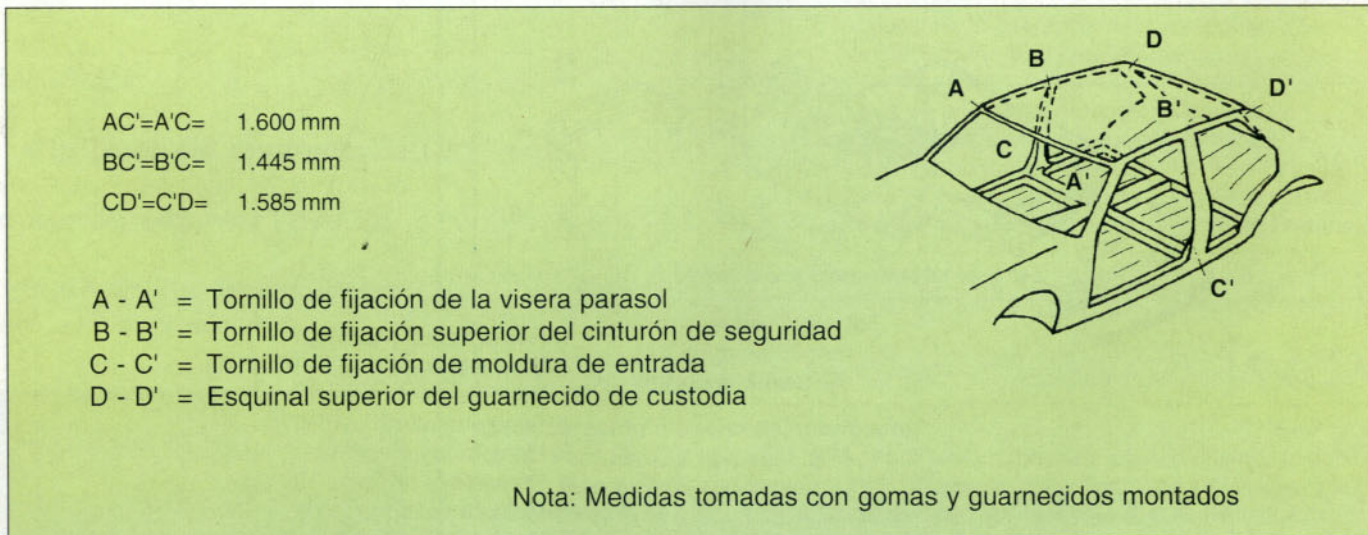 AC'=A'C= 1.600 mm
BC'=B'C= 1.445 mm
CD'=C'D= 1.585 mm
A
B
D
D'
B'
C
A'
C'
A - A' = Tornillo de fijación de la visera parasol
B - B' = Tornillo de fijación superior del cinturón de seguridad
C - C' = Tornillo de fijación de moldura de entrada
D - D' = Esquinal superior del guarnecido de custodia
Nota: Medidas tomadas con gomas y guarnecidos montados